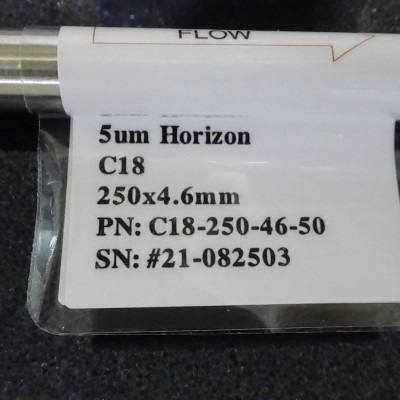 FLOW
5um Horizon
C18
250x4.6mm
PN: C18-250-46-50
SN: #21-082503